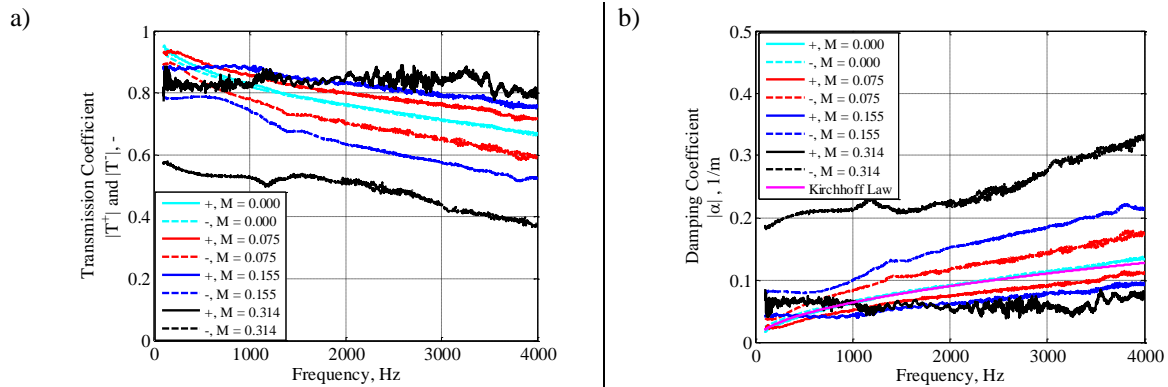 a)
Transmission Coefficient
|T⁺| and |T⁻|, -
1
0.8
0.6
0.4
0.2
0
+, M = 0.000
-, M = 0.000
+, M = 0.075
-, M = 0.075
+, M = 0.155
-, M = 0.155
+, M = 0.314
-, M = 0.314
0 1000 2000 3000 4000
Frequency, Hz
b)
Damping Coefficient
|α| , 1/m
0.5
0.4
0.3
0.2
0.1
0
+, M = 0.000
-, M = 0.000
+, M = 0.075
-, M = 0.075
+, M = 0.155
-, M = 0.155
+, M = 0.314
-, M = 0.314
Kirchhoff Law
0 1000 2000 3000 4000
Frequency, Hz